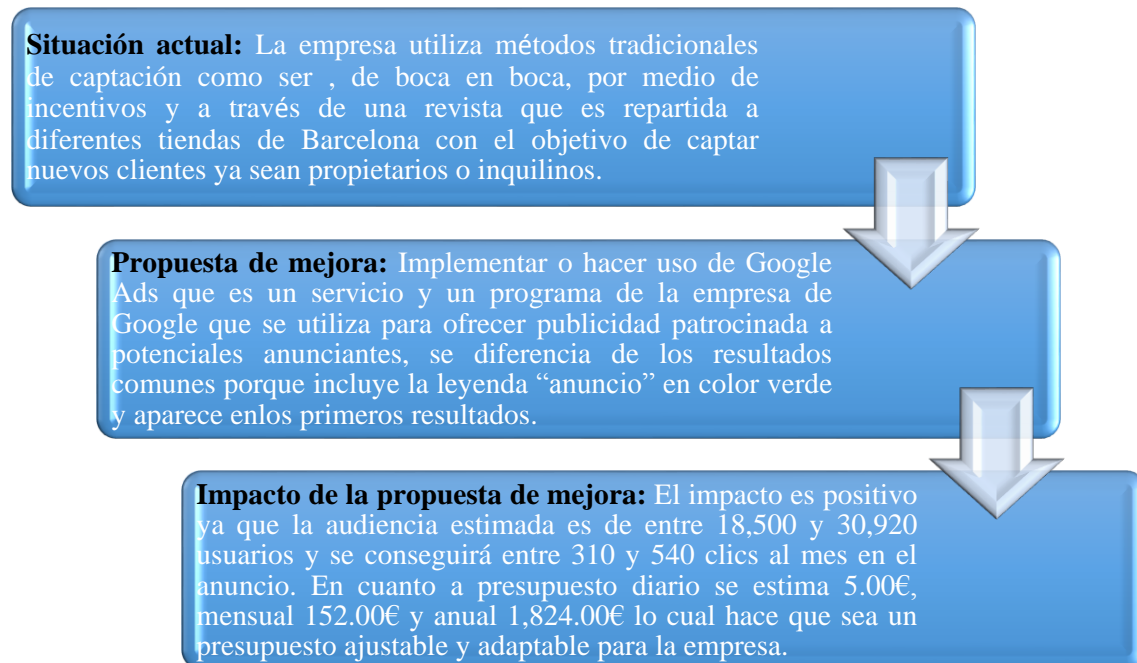 Situación actual: La empresa utiliza métodos tradicionales
de captación como ser , de boca en boca, por medio de
incentivos y a través de una revista que es repartida a
diferentes tiendas de Barcelona con el objetivo de captar
nuevos clientes ya sean propietarios o inquilinos.
Propuesta de mejora: Implementar o hacer uso de Google
Ads que es un servicio y un programa de la empresa de
Google que se utiliza para ofrecer publicidad patrocinada a
potenciales anunciantes, se diferencia de los resultados
comunes porque incluye la leyenda “anuncio” en color verde
y aparece enlos primeros resultados.
Impacto de la propuesta de mejora: El impacto es positivo
ya que la audiencia estimada es de entre 18,500 y 30,920
usuarios y se conseguirá entre 310 y 540 clics al mes en el
anuncio. En cuanto a presupuesto diario se estima 5.00€,
mensual 152.00€ y anual 1,824.00€ lo cual hace que sea un
presupuesto ajustable y adaptable para la empresa.